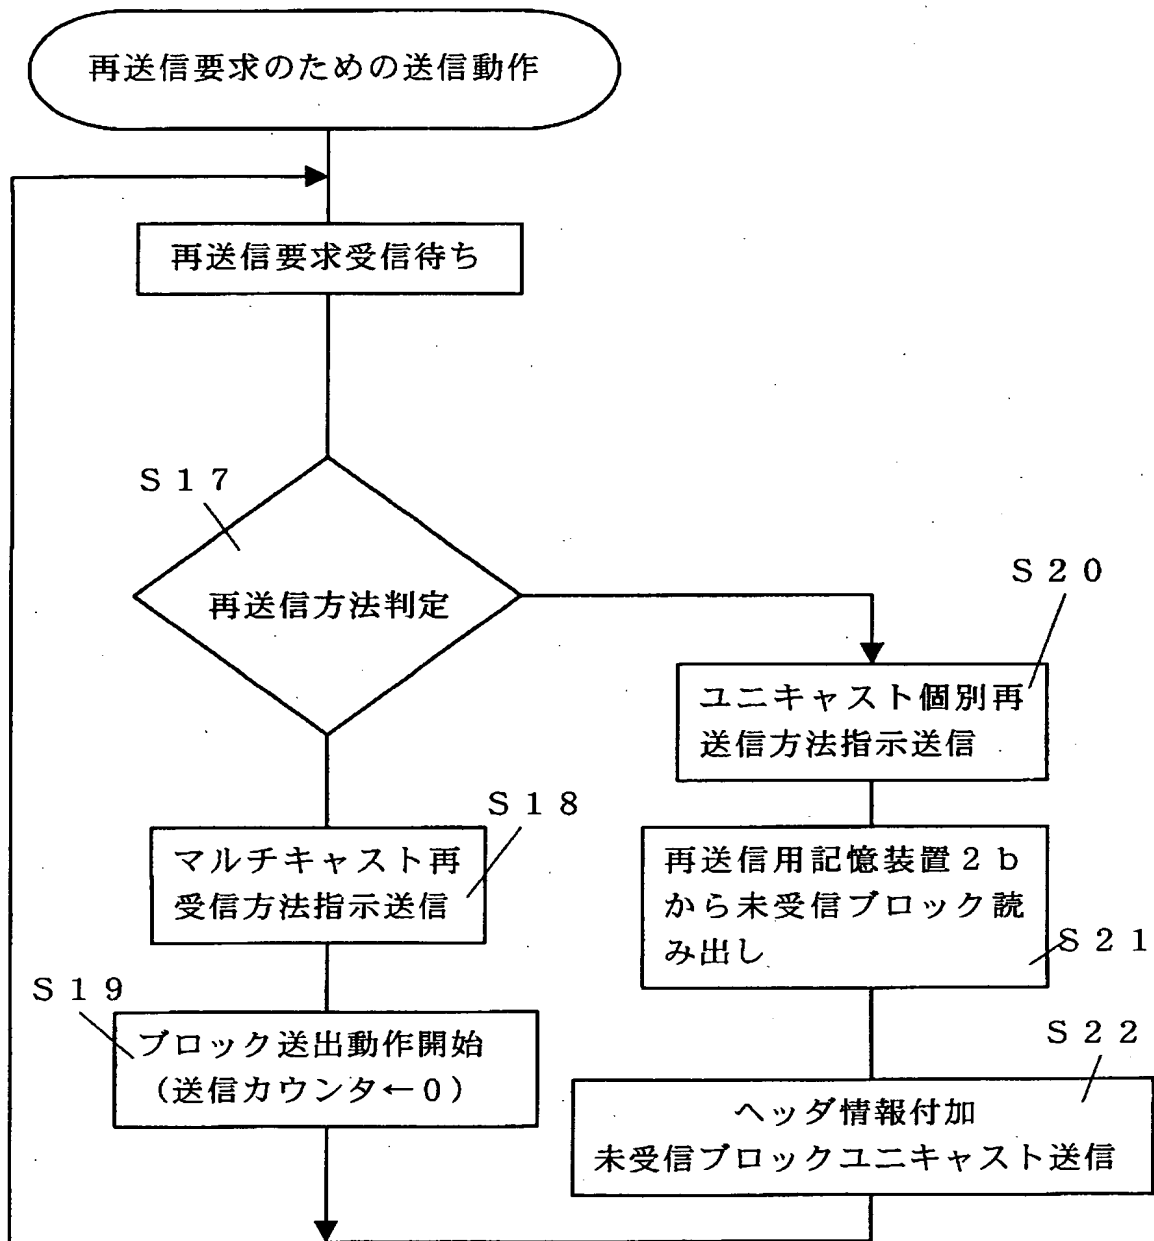 再送信要求のための送信動作
再送信要求受信待ち
S17
再送信方法判定
S18
マルチキャスト再
受信方法指示送信
S19
ブロック送出動作開始
(送信カウンタ←0)
S20
ユニキャスト個別再
送信方法指示送信
再送信用記憶装置2b
から未受信ブロック読
み出し
S21
S22
ヘッダ情報付加
未受信ブロックユニキャスト送信